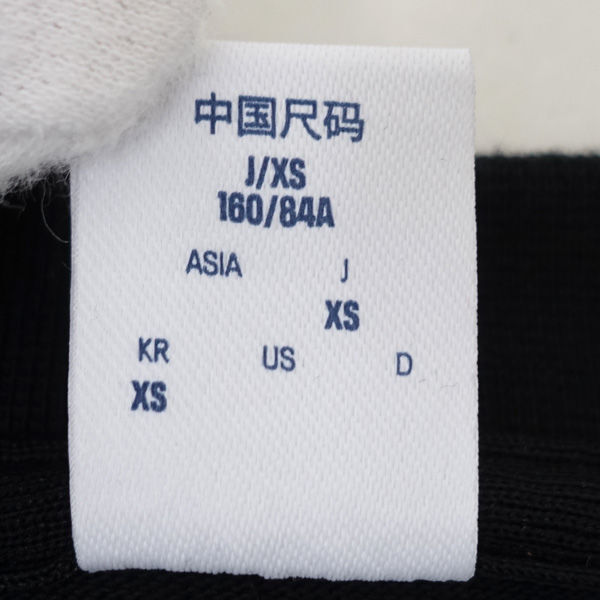 中国尺码
J/XS
160/84A
ASIA J
XS
KR US D
XS